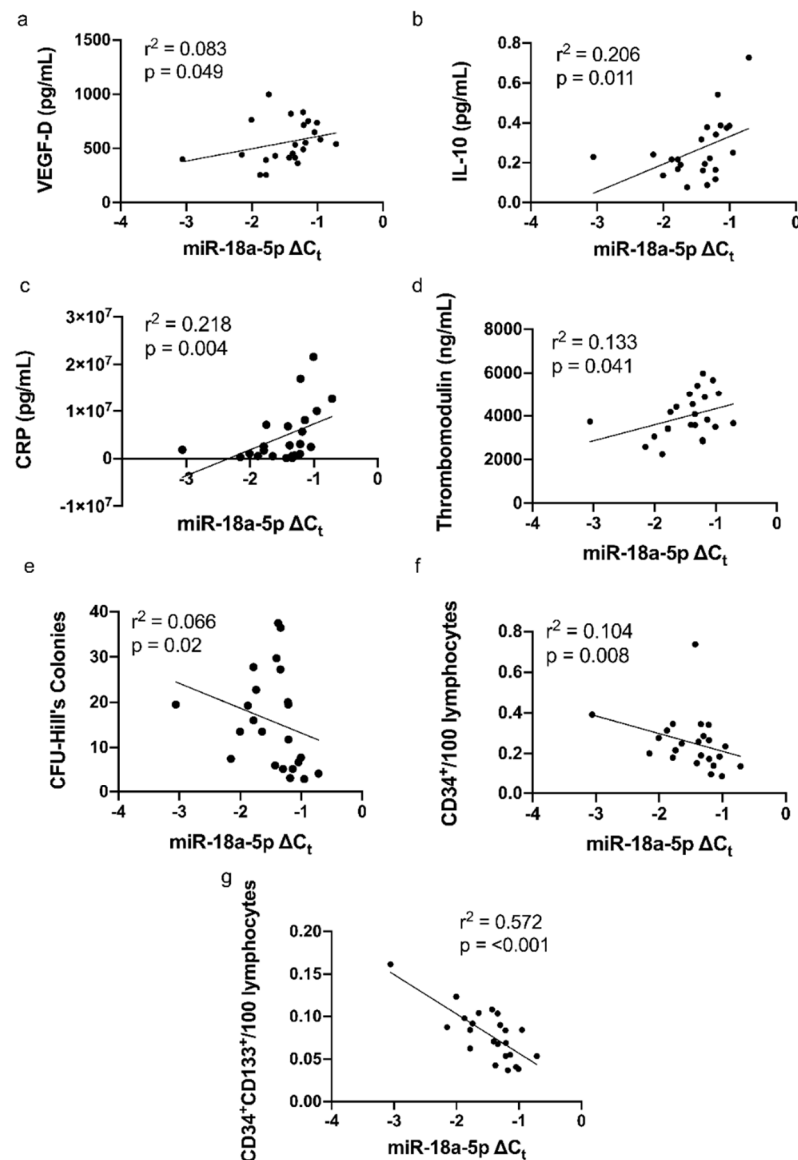 a
r² = 0.083
p = 0.049
VEGF-D (pg/mL)
1500
1000
500
0
-4 -3 -2 -1 0
miR-18a-5p ΔCₜ
b
r² = 0.206
p = 0.011
IL-10 (pg/mL)
0.8
0.6
0.4
0.2
0.0
-4 -3 -2 -1 0
miR-18a-5p ΔCₜ
c
r² = 0.218
p = 0.004
CRP (pg/mL)
3×10⁷
2×10⁷
1×10⁷
0
-1×10⁷
-4 -3 -2 -1 0
miR-18a-5p ΔCₜ
d
r² = 0.133
p = 0.041
Thrombomodulin (ng/mL)
8000
6000
4000
2000
0
-4 -3 -2 -1 0
miR-18a-5p ΔCₜ
e
r² = 0.066
p = 0.02
CFU-Hill's Colonies
40
30
20
10
0
-4 -3 -2 -1 0
miR-18a-5p ΔCₜ
f
r² = 0.104
p = 0.008
CD34⁺/100 lymphocytes
0.8
0.6
0.4
0.2
0.0
-4 -3 -2 -1 0
miR-18a-5p ΔCₜ
g
r² = 0.572
p = <0.001
CD34⁺CD133⁺/100 lymphocytes
0.20
0.15
0.10
0.05
0.00
-4 -3 -2 -1 0
miR-18a-5p ΔCₜ